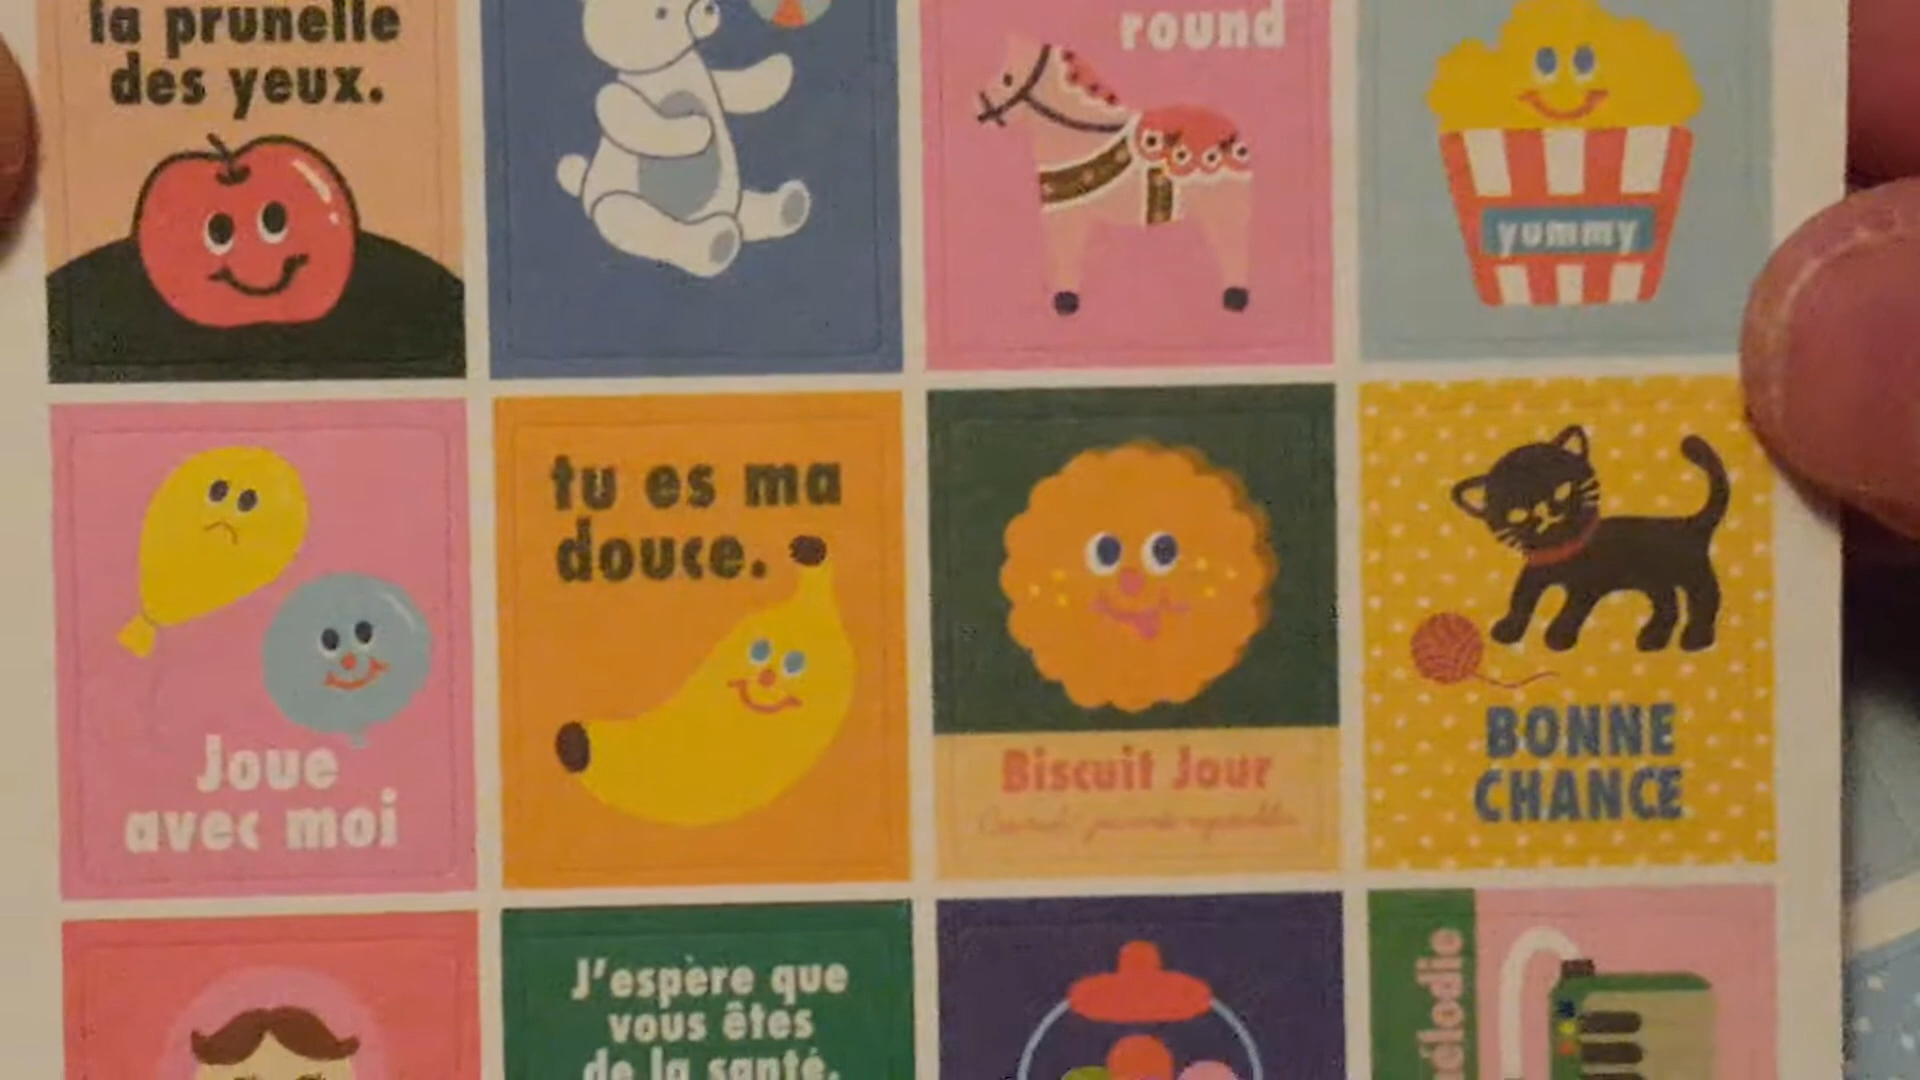 la prunelle
des yeux.
round
yummy
Joue
avec moi
tu es ma
douce.
Biscuit Jour
BONNE
CHANCE
J'espère que
vous êtes
de la santé.
mélodie